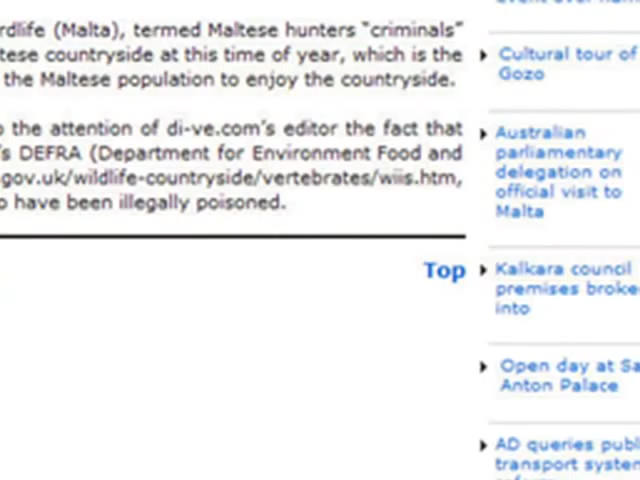 rdlife (Malta), termed Maltese hunters "criminals"
tese countryside at this time of year, which is the
the Maltese population to enjoy the countryside.
o the attention of di-ve.com's editor the fact that
's DEFRA (Department for Environment Food and
gov.uk/wildlife-countryside/vertebrates/wiis.htm,
o have been illegally poisoned.
Top
Cultural tour of
Gozo
Australian
parliamentary
delegation on
official visit to
Malta
Kalkara council
premises broke
into
Open day at Sa
Anton Palace
AD queries publ
transport system